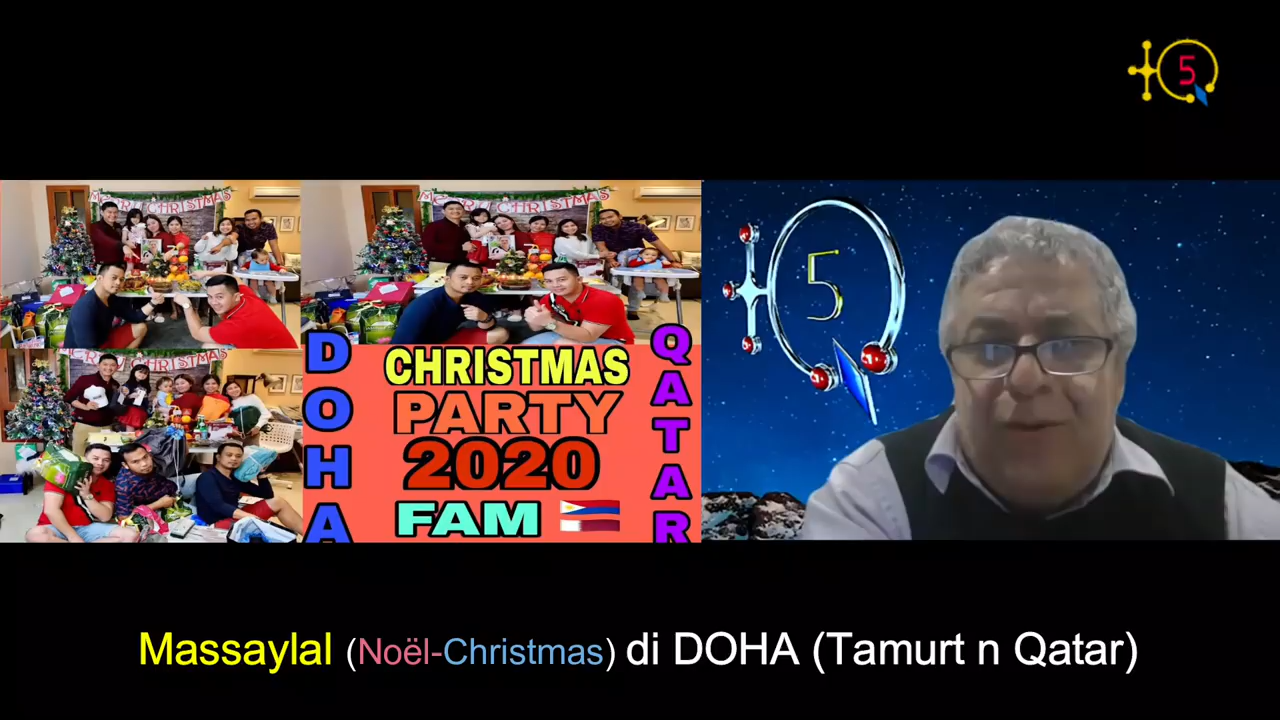 5
MERRY CHRISTMAS
MERRY CHRISTMAS
MERRY CHRISTMAS
5
DOHA
CHRISTMAS
PARTY
2020
FAM
QATAR
Massaylal (Noël-Christmas) di DOHA (Tamurt n Qatar)